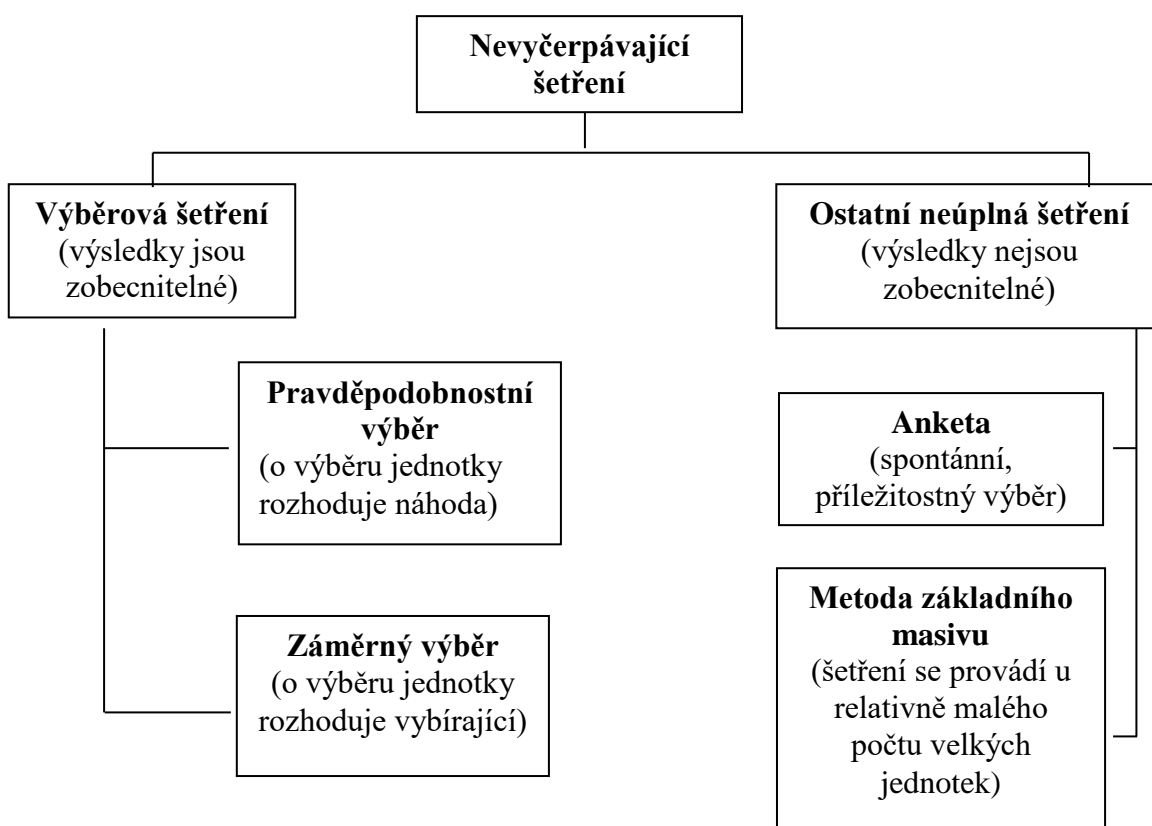 Nevyčerpávající
šetření
Výběrová šetření
(výsledky jsou
zobecnitelné)
Ostatní neúplná šetření
(výsledky nejsou
zobecnitelné)
Pravděpodobnostní
výběr
(o výběru jednotky
rozhoduje náhoda)
Anketa
(spontánní,
příležitostný výběr)
Záměrný výběr
(o výběru jednotky
rozhoduje vybírající)
Metoda základního
masivu
(šetření se provádí u
relativně malého
počtu velkých
jednotek)